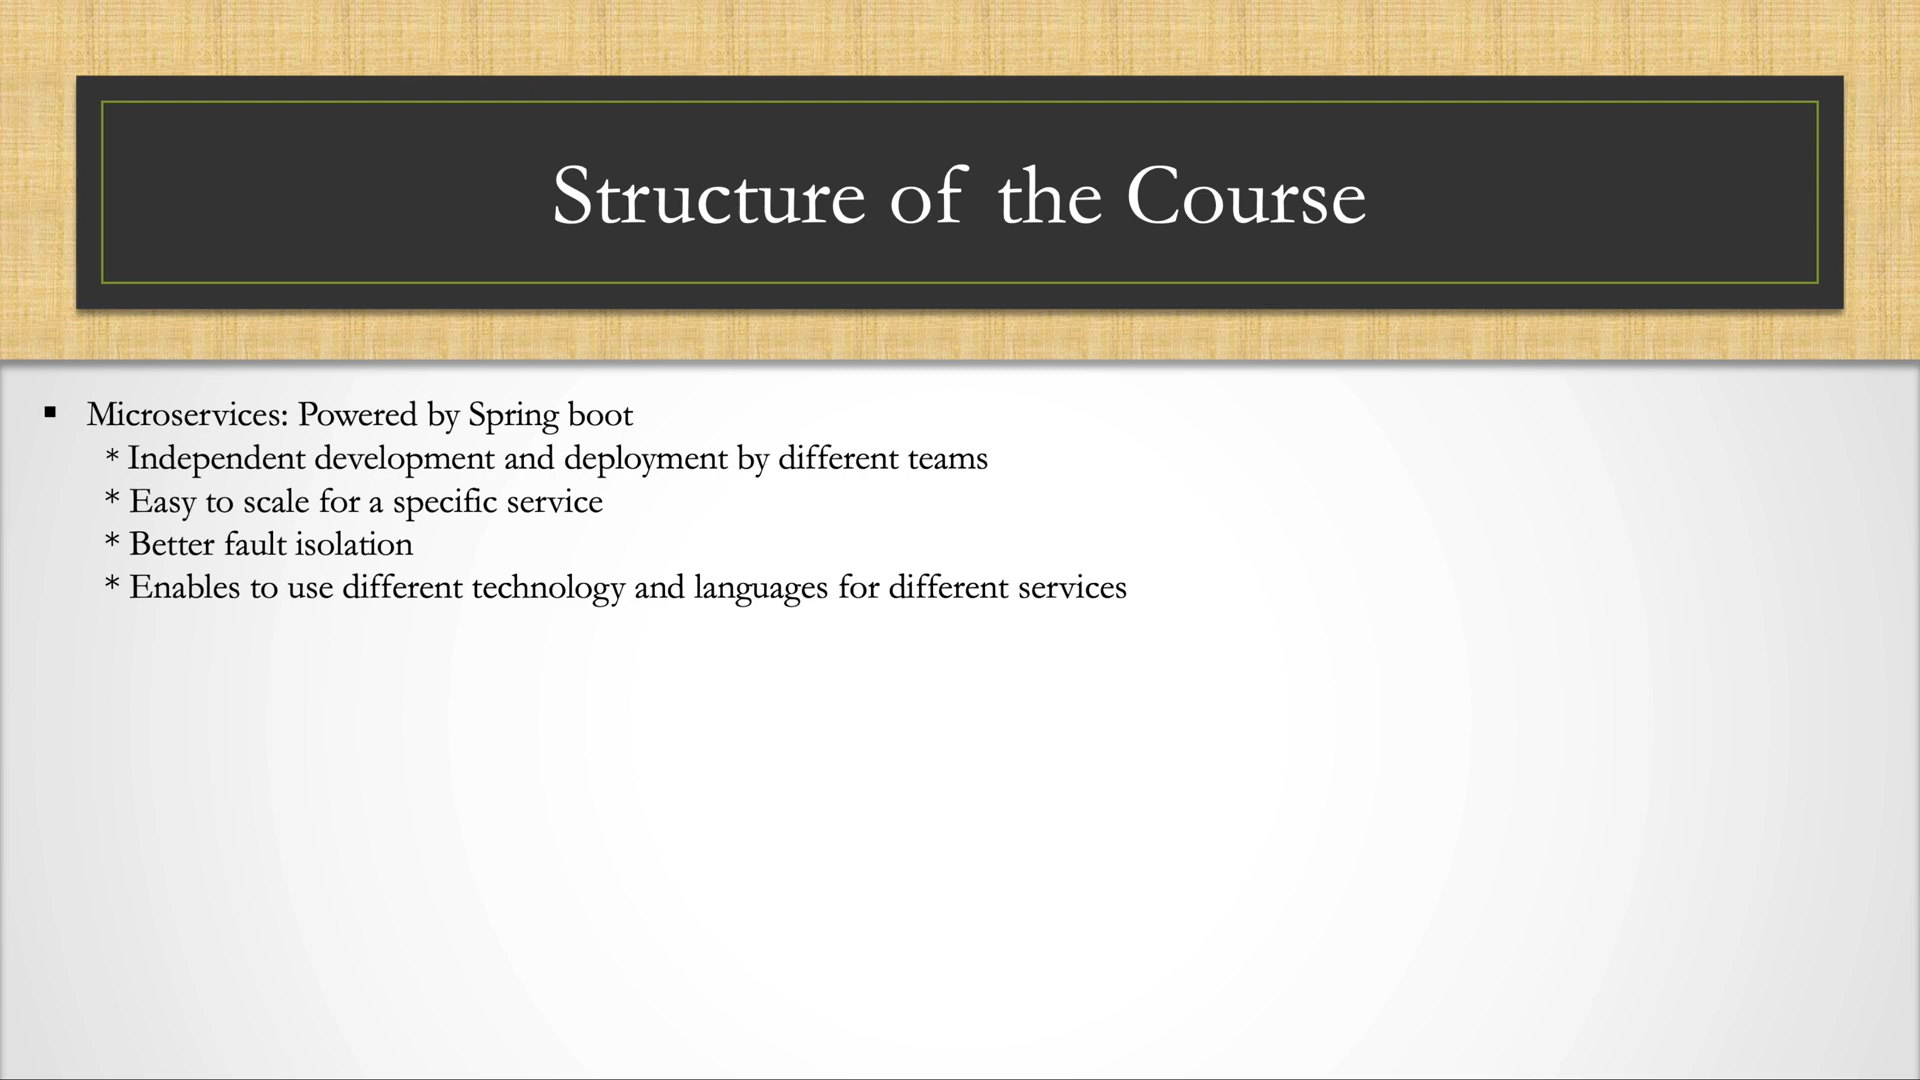 Structure of the Course
▪ Microservices: Powered by Spring boot
* Independent development and deployment by different teams
* Easy to scale for a specific service
* Better fault isolation
* Enables to use different technology and languages for different services